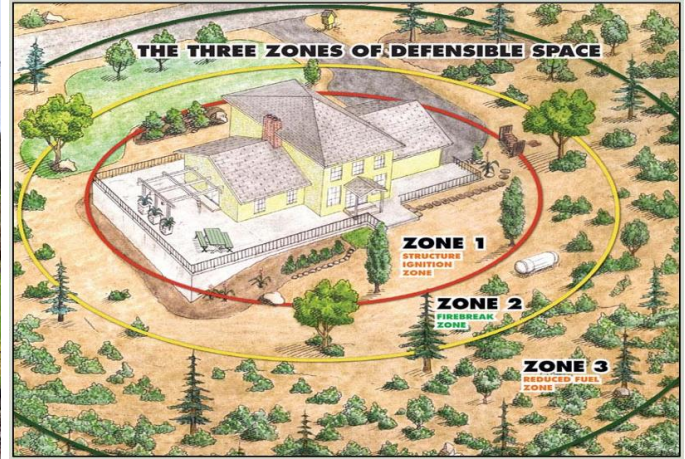 THE THREE ZONES OF DEFENSIBLE SPACE
ZONE 1
STRUCTURE
IGNITION
ZONE
ZONE 2
FIREBREAK
ZONE
ZONE 3
REDUCED FUEL
ZONE